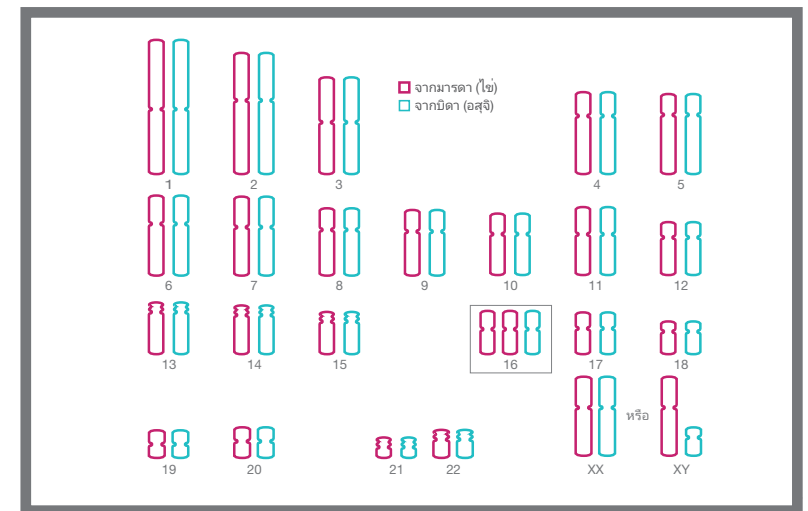 จากมารดา (ไข่)
จากบิดา (อสุจิ)
1 2 3 4 5
6 7 8 9 10 11 12
13 14 15 16 17 18
หรือ
19 20 21 22 XX XY